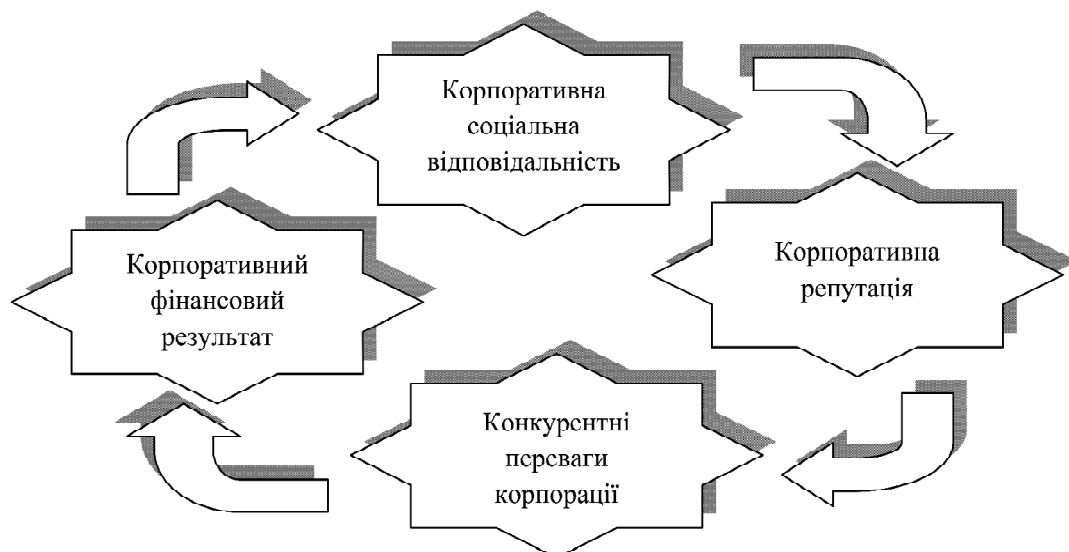 Корпоративна
соціальна
відповідальність
Корпоративна
репутація
Корпоративний
фінансовий
результат
Конкурентні
переваги
корпорації